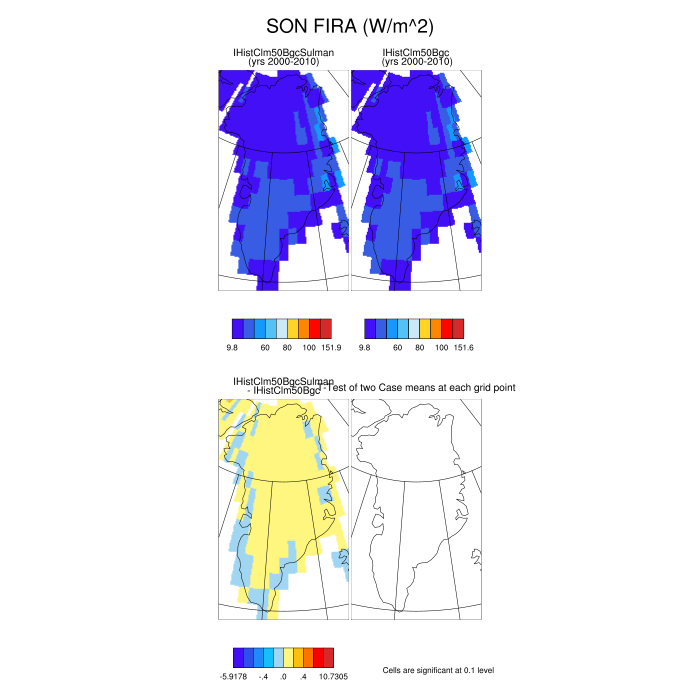 SON FIRA (W/m^2)
IHistClm50BgcSulman
(yrs 2000-2010)
IHistClm50Bgc
(yrs 2000-2010)
9.8 60 80 100 151.9
9.8 60 80 100 151.6
IHistClm50BgcSulman
- IHistClm50Bgc
T-Test of two Case means at each grid point
-5.9178 -.4 .0 .4 10.7305
Cells are significant at 0.1 level